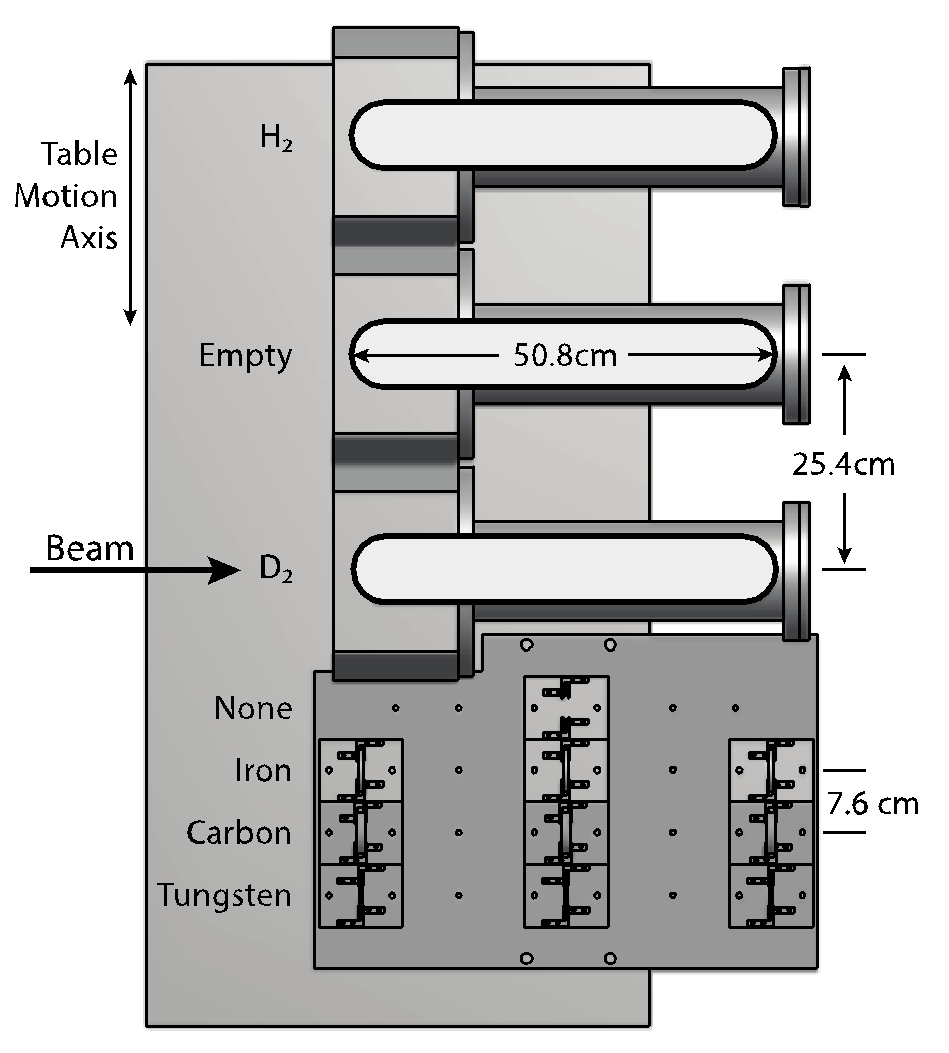 H₂
Table
Motion
Axis
Empty
50.8cm
25.4cm
Beam
D₂
None
Iron
7.6 cm
Carbon
Tungsten